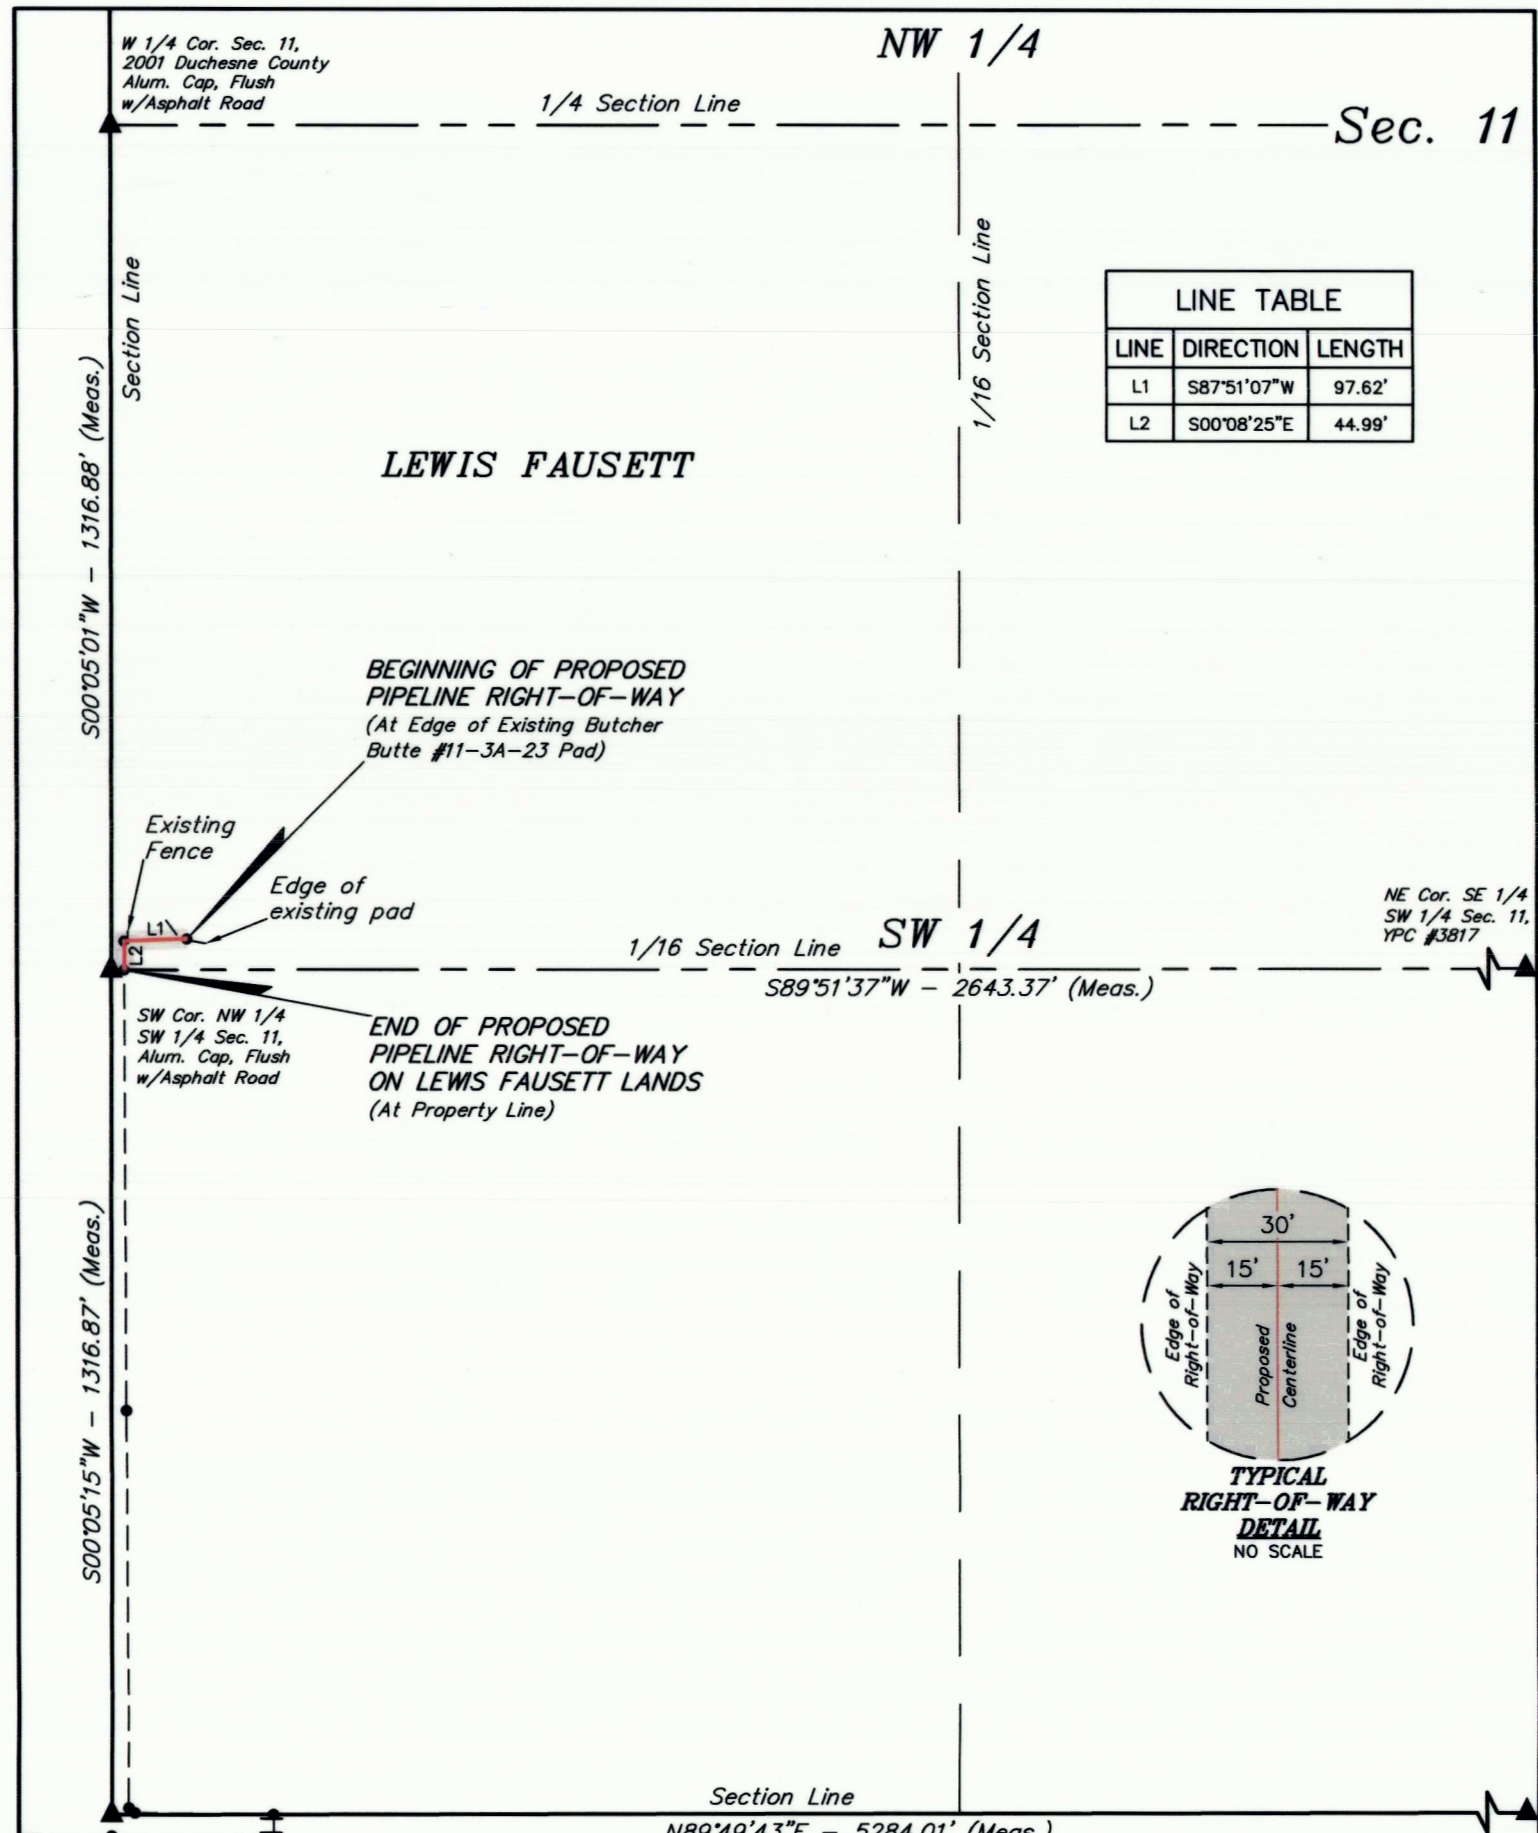 W 1/4 Cor. Sec. 11,
2001 Duchesne County
Alum. Cap, Flush
w/Asphalt Road
NW 1/4
1/4 Section Line
Sec. 11
Section Line
1/16 Section Line
S00°05'01"W - 1316.88' (Meas.)
LINE TABLE
LINE DIRECTION LENGTH
L1 S87°51'07"W 97.62'
L2 S00°08'25"E 44.99'
LEWIS FAUSETT
BEGINNING OF PROPOSED
PIPELINE RIGHT-OF-WAY
(At Edge of Existing Butcher
Butte #11-3A-23 Pad)
Existing
Fence
Edge of
existing pad
L1
L2
NE Cor. SE 1/4
SW 1/4 Sec. 11,
YPC #3817
1/16 Section Line
SW 1/4
S89°51'37"W - 2643.37' (Meas.)
SW Cor. NW 1/4
SW 1/4 Sec. 11,
Alum. Cap, Flush
w/Asphalt Road
END OF PROPOSED
PIPELINE RIGHT-OF-WAY
ON LEWIS FAUSETT LANDS
(At Property Line)
S00°05'15"W - 1316.87' (Meas.)
30'
15' 15'
Edge of
Right-of-Way
Proposed
Centerline
Edge of
Right-of-Way
TYPICAL
RIGHT-OF-WAY
DETAIL
NO SCALE
Section Line
N89°49'43"E - 5284.01' (Meas.)